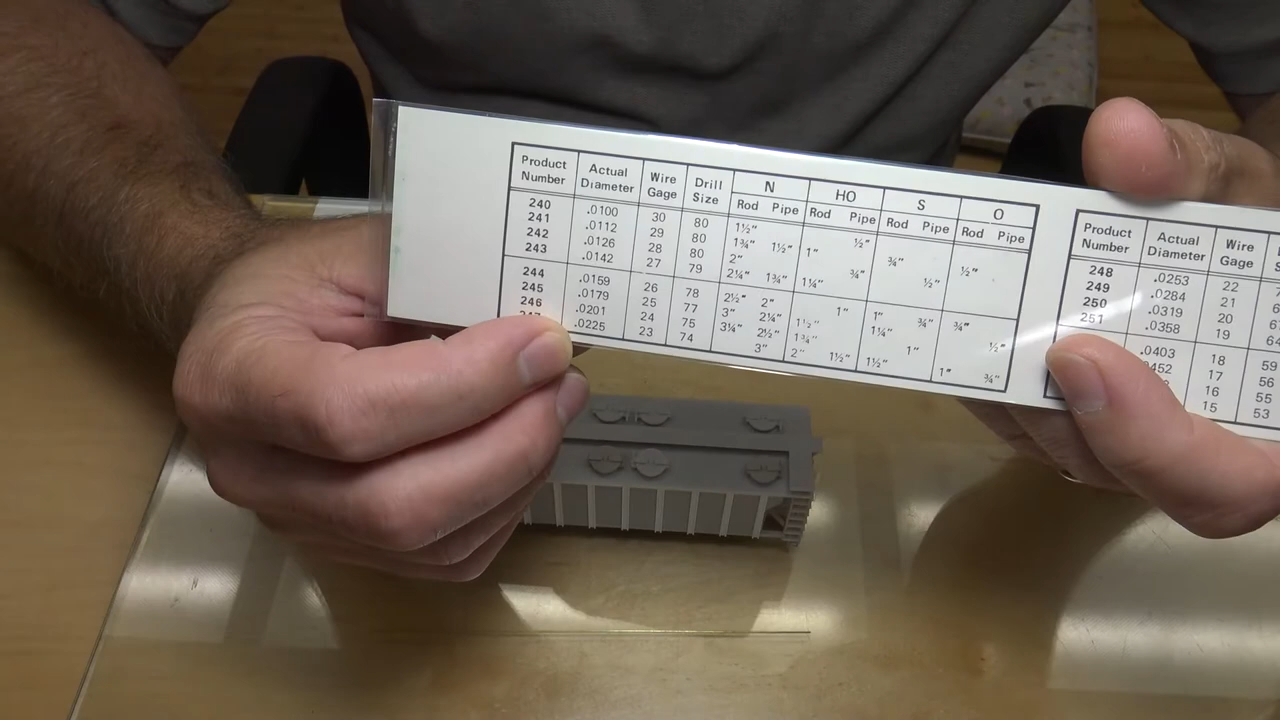 Product Number Actual Diameter Wire Gage Drill Size N HO S O
Rod Pipe Rod Pipe Rod Pipe Rod Pipe
240 .0100 30 80 1½" ½"
241 .0112 29 80 1¾" 1½" 1" ¾" ½"
242 .0126 28 80 2" ¾" ½"
243 .0142 27 79 2¼" 1¾" 1¼"
244 .0159 26 78 2½" 2" 1" 1" ¾" ¾"
245 .0179 25 77 3" 2¼" 1½" 1¼" ½"
246 .0201 24 75 3¼" 2½" 1¾" 1"
.0225 23 74 3" 2" 1½" 1½" 1" ¾"
Product Number Actual Diameter Wire Gage
248 .0253 22
249 .0284 21
250 .0319 20
251 .0358 19
.0403 18 59
17 56
16 55
15 53